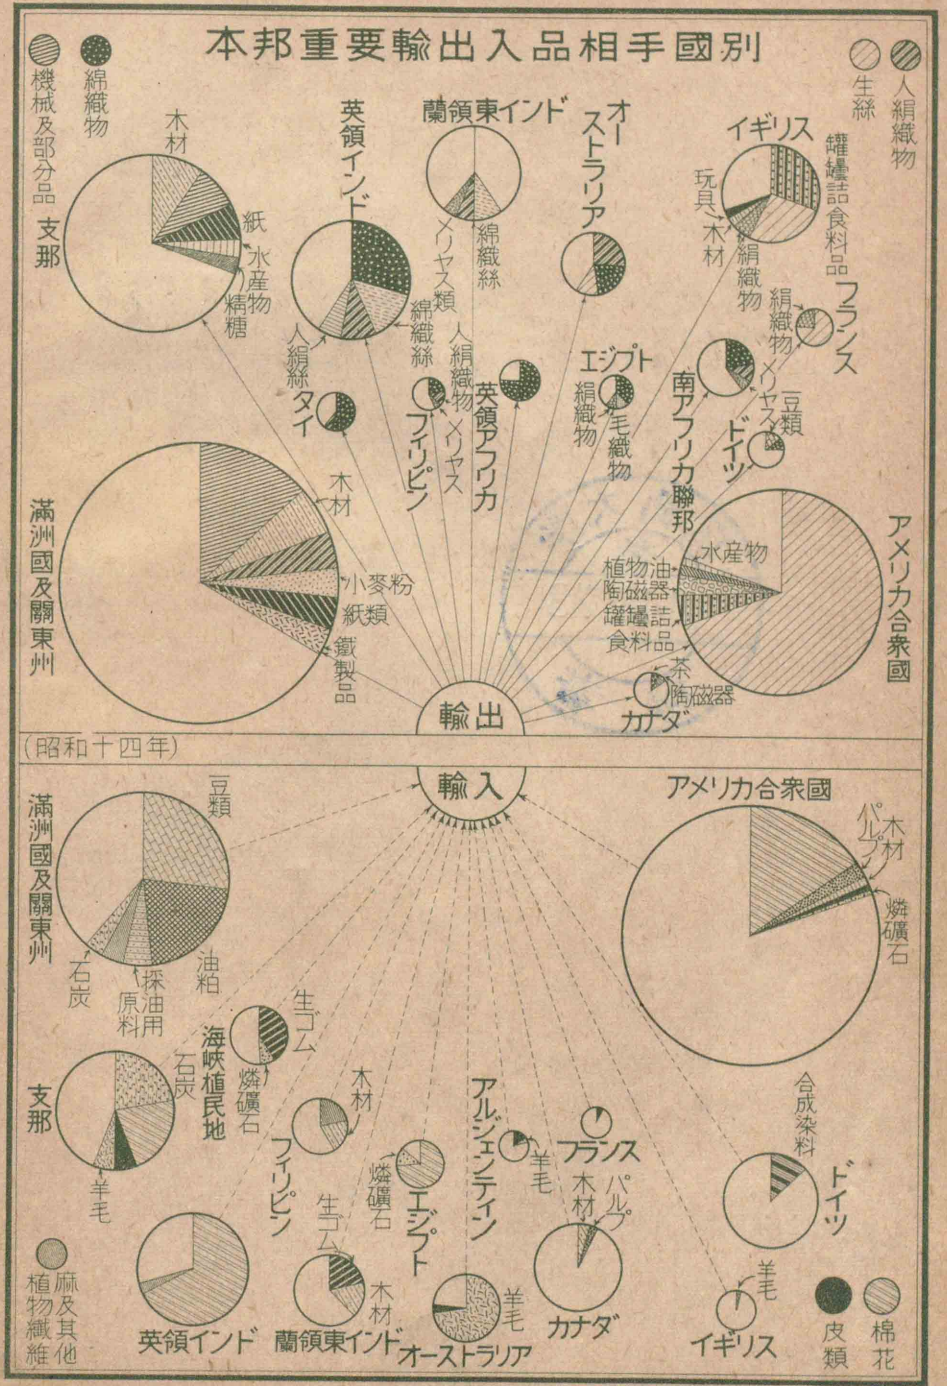 本邦重要輸出入品相手國別
機械及部分品
綿織物
生絲
人絹織物
支那
木材
紙
水産物
精糖
英領インド
綿織絲
人絹絲
蘭領東インド
メリヤス類
綿織絲
オーストラリア
イギリス
罐壜詰食料品
玩具
木材
絹織物
フランス
絹織物
タイ
フィリピン
人絹織物
メリヤス
英領アフリカ
エジプト
絹織物
毛織物
南アフリカ聯邦
メリヤス
ドイツ
豆類
滿洲國及關東州
木材
小麥粉
紙類
鐵製品
アメリカ合衆國
水産物
植物油
陶磁器
罐壜詰
食料品
カナダ
茶
陶磁器
輸出
(昭和十四年)
輸入
滿洲國及關東州
豆類
油粕
採油用
原料
石炭
アメリカ合衆國
パルプ
木材
燐礦石
支那
石炭
羊毛
海峽植民地
生ゴム
燐礦石
フィリピン
木材
エジプト
燐礦石
アルジェンティン
羊毛
フランス
ドイツ
合成染料
英領インド
蘭領東インド
生ゴム
木材
オーストラリア
羊毛
カナダ
木材
パルプ
イギリス
羊毛
麻及其他
植物纖維
皮類
棉花